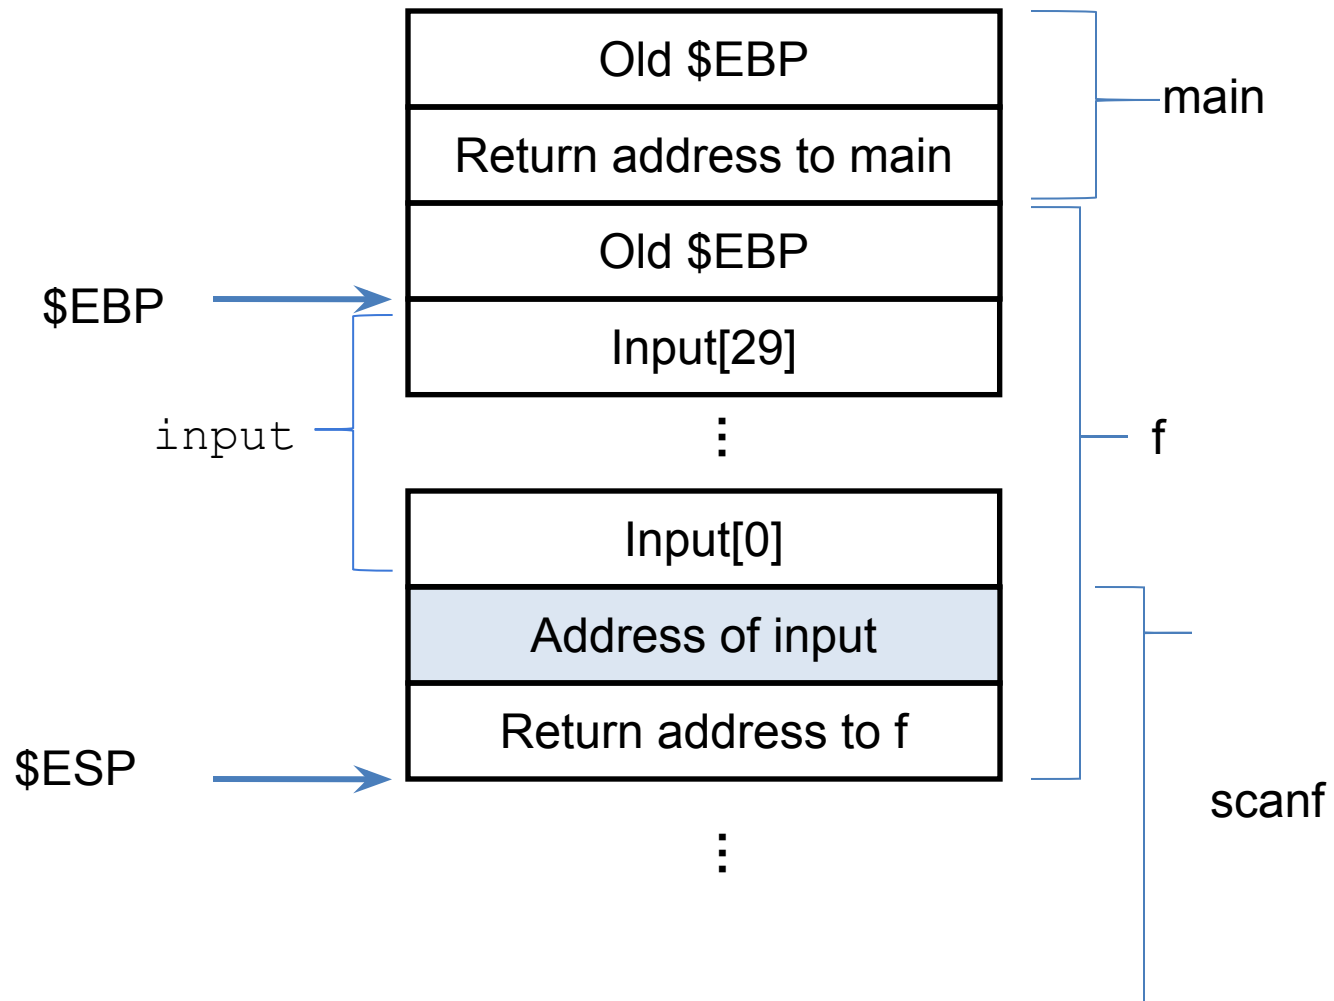 Old $EBP
main
Return address to main
Old $EBP
$EBP
Input[29]
input
f
Input[0]
Address of input
Return address to f
$ESP
scanf